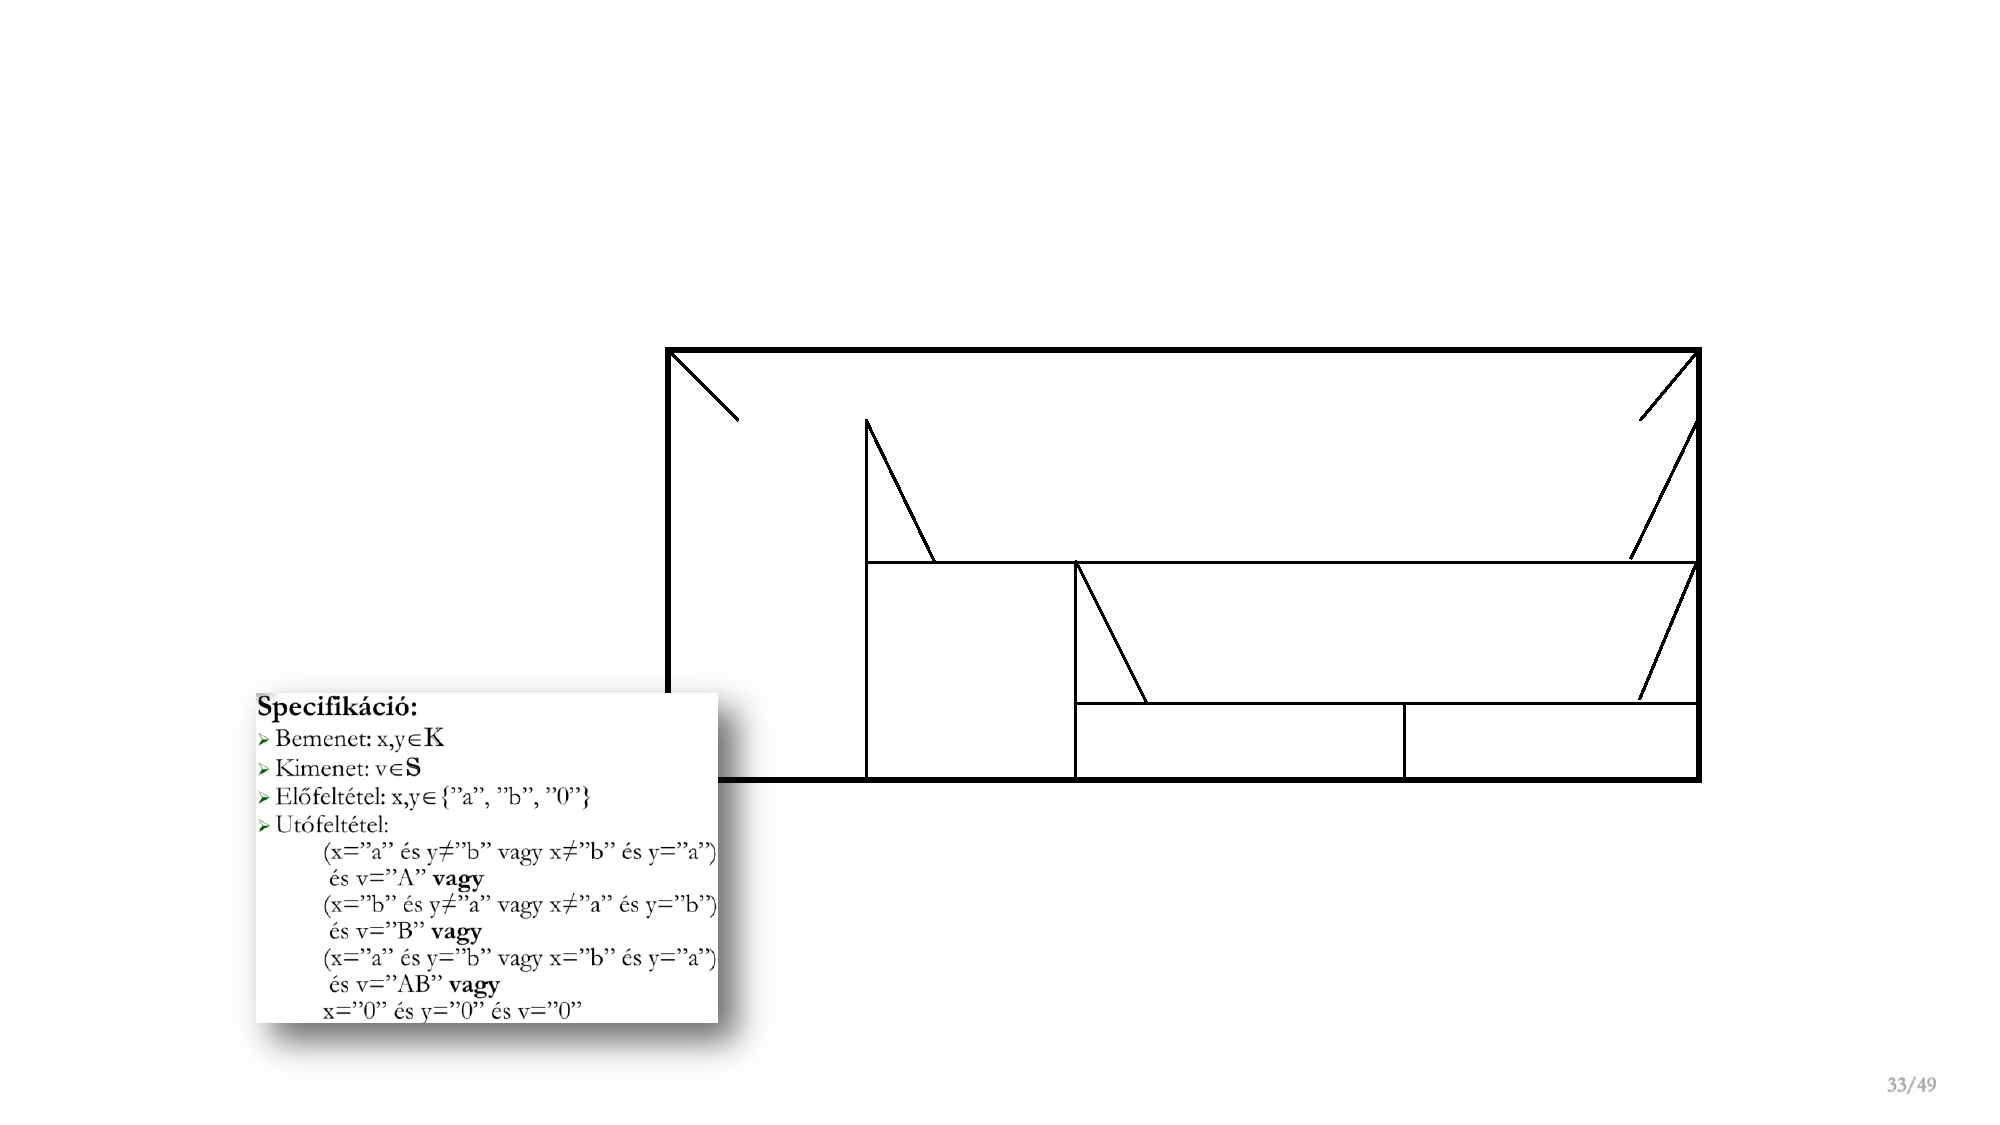 Specifikáció:
➢ Bemenet: x,y∈K
➢ Kimenet: v∈S
➢ Előfeltétel: x,y∈{”a”, ”b”, ”0”}
➢ Utófeltétel:
(x=”a” és y≠”b” vagy x≠”b” és y=”a”)
és v=”A” vagy
(x=”b” és y≠”a” vagy x≠”a” és y=”b”)
és v=”B” vagy
(x=”a” és y=”b” vagy x=”b” és y=”a”)
és v=”AB” vagy
x=”0” és y=”0” és v=”0”
33/49